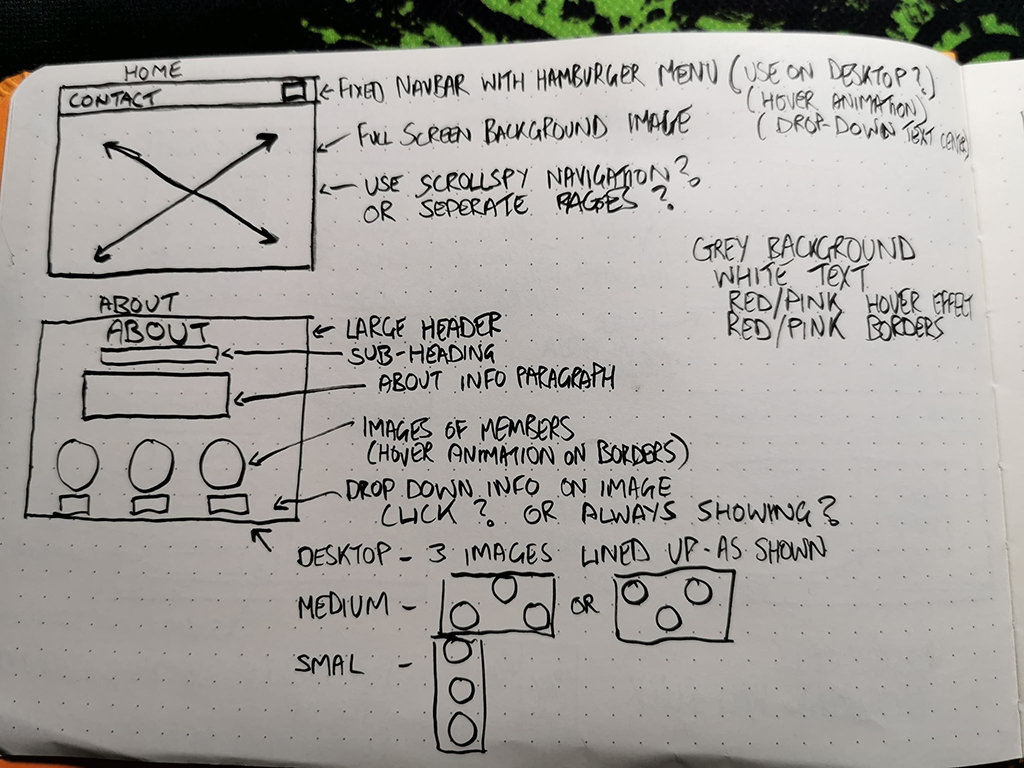 HOME
CONTACT
FIXED NAVBAR WITH HAMBURGER MENU (USE ON DESKTOP?)
(HOVER ANIMATION)
(DROP-DOWN TEXT CENTER)
FULL SCREEN BACKGROUND IMAGE
USE SCROLLSPY NAVIGATION?
OR SEPERATE PAGES?
GREY BACKGROUND
WHITE TEXT
RED/PINK HOVER EFFECT
RED/PINK BORDERS
ABOUT
ABOUT
LARGE HEADER
SUB-HEADING
ABOUT INFO PARAGRAPH
IMAGES OF MEMBERS
(HOVER ANIMATION ON BORDERS)
DROP DOWN INFO ON IMAGE
CLICK? OR ALWAYS SHOWING?
DESKTOP - 3 IMAGES LINED UP - AS SHOWN
MEDIUM - OR
SMAL -